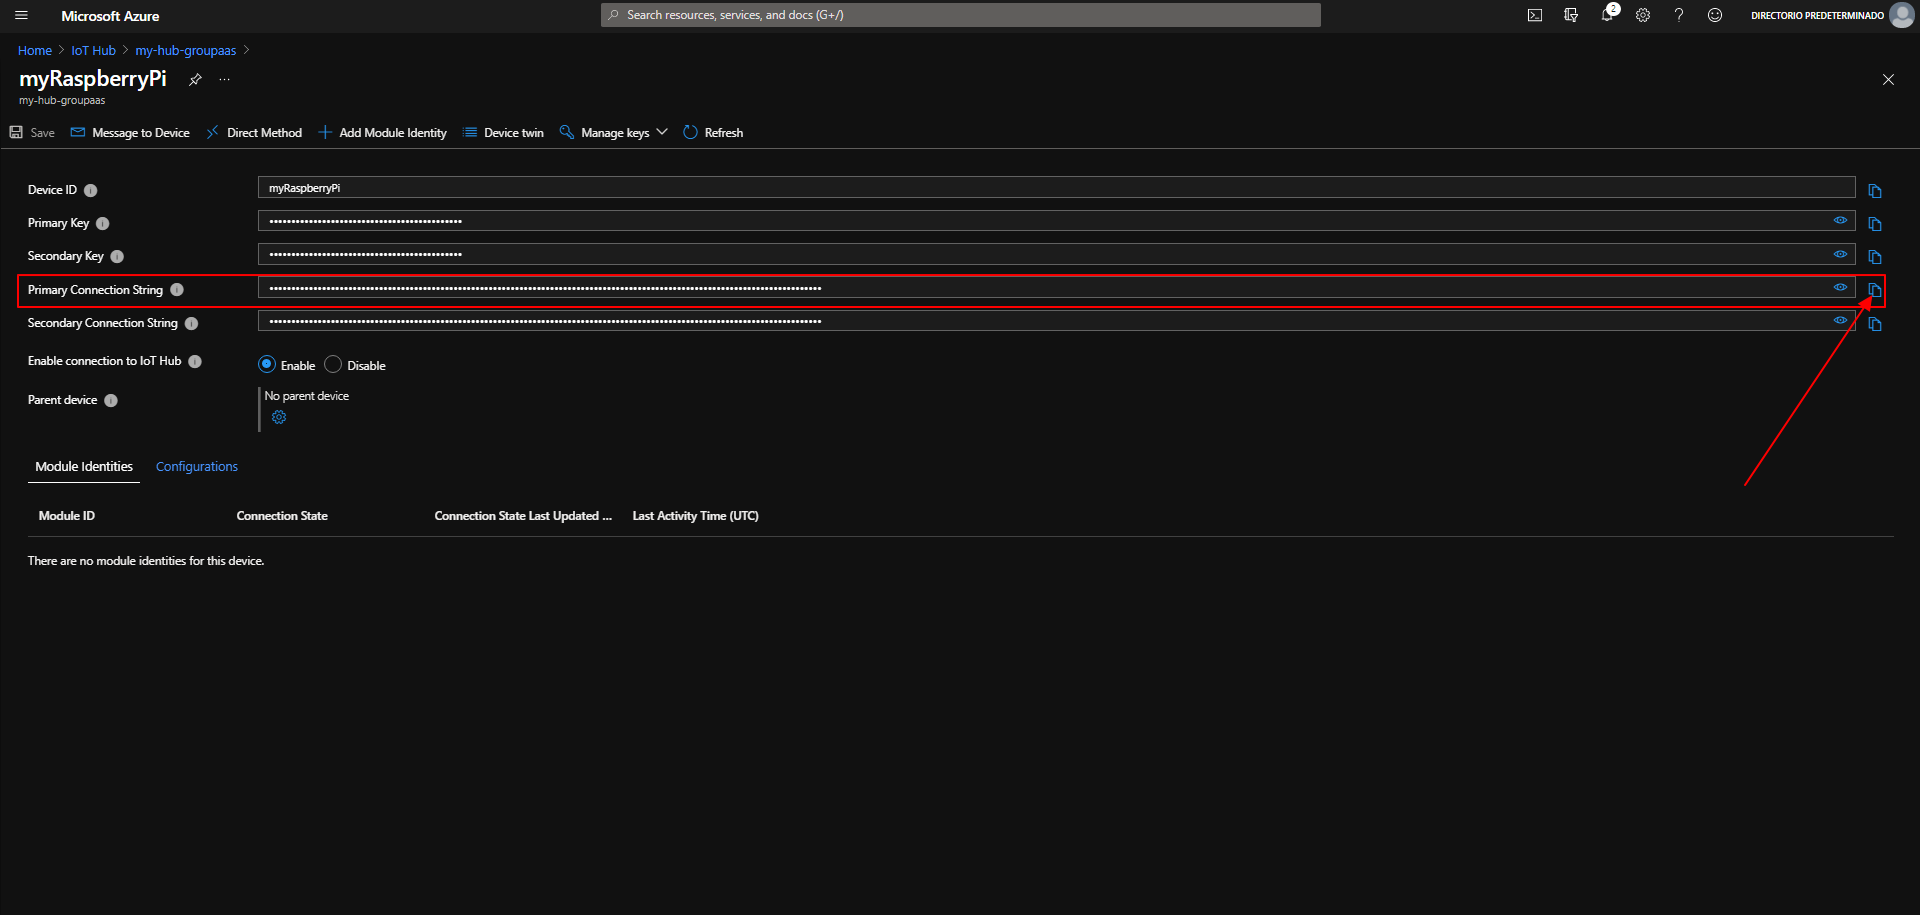 Microsoft Azure
Search resources, services, and docs (G+/)
2
DIRECTORIO PREDETERMINADO
Home > IoT Hub > my-hub-groupaas >
myRaspberryPi
...
my-hub-groupaas
Save
Message to Device
Direct Method
Add Module Identity
Device twin
Manage keys
Refresh
Device ID
myRaspberryPi
Primary Key
Secondary Key
Primary Connection String
Secondary Connection String
Enable connection to IoT Hub
Enable
Disable
Parent device
No parent device
Module Identities
Configurations
Module ID
Connection State
Connection State Last Updated ...
Last Activity Time (UTC)
There are no module identities for this device.